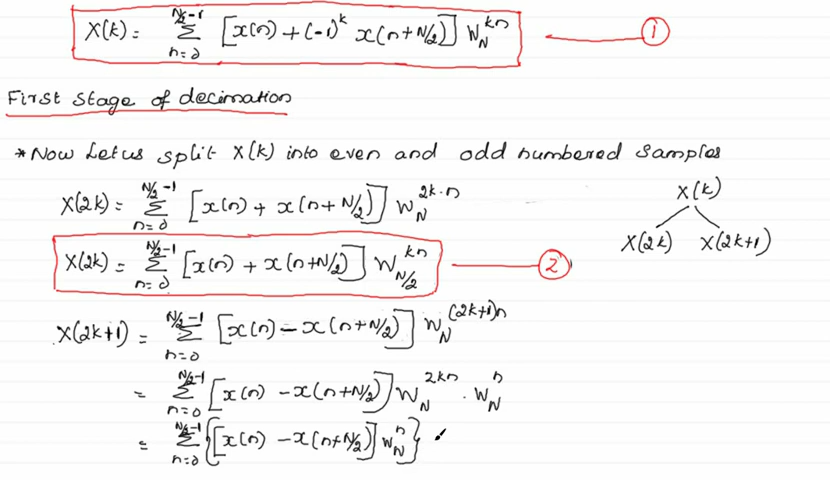 X(k) = Σ_{n=0}^{N/2-1} [x(n) + (-1)^k x(n+N/2)] W_N^{kn} — ①
First stage of decimation
*Now Let us split X(k) into even and odd numbered samples
X(2k) = Σ_{n=0}^{N/2-1} [x(n) + x(n+N/2)] W_N^{2k·n}
X(k)
X(2k) X(2k+1)
X(2k) = Σ_{n=0}^{N/2-1} [x(n) + x(n+N/2)] W_{N/2}^{kn} — ②
X(2k+1) = Σ_{n=0}^{N/2-1} [x(n) - x(n+N/2)] W_N^{(2k+1)n}
= Σ_{n=0}^{N/2-1} [x(n) - x(n+N/2)] W_N^{2kn} · W_N^n
= Σ_{n=0}^{N/2-1} {[x(n) - x(n+N/2)] W_N^n}